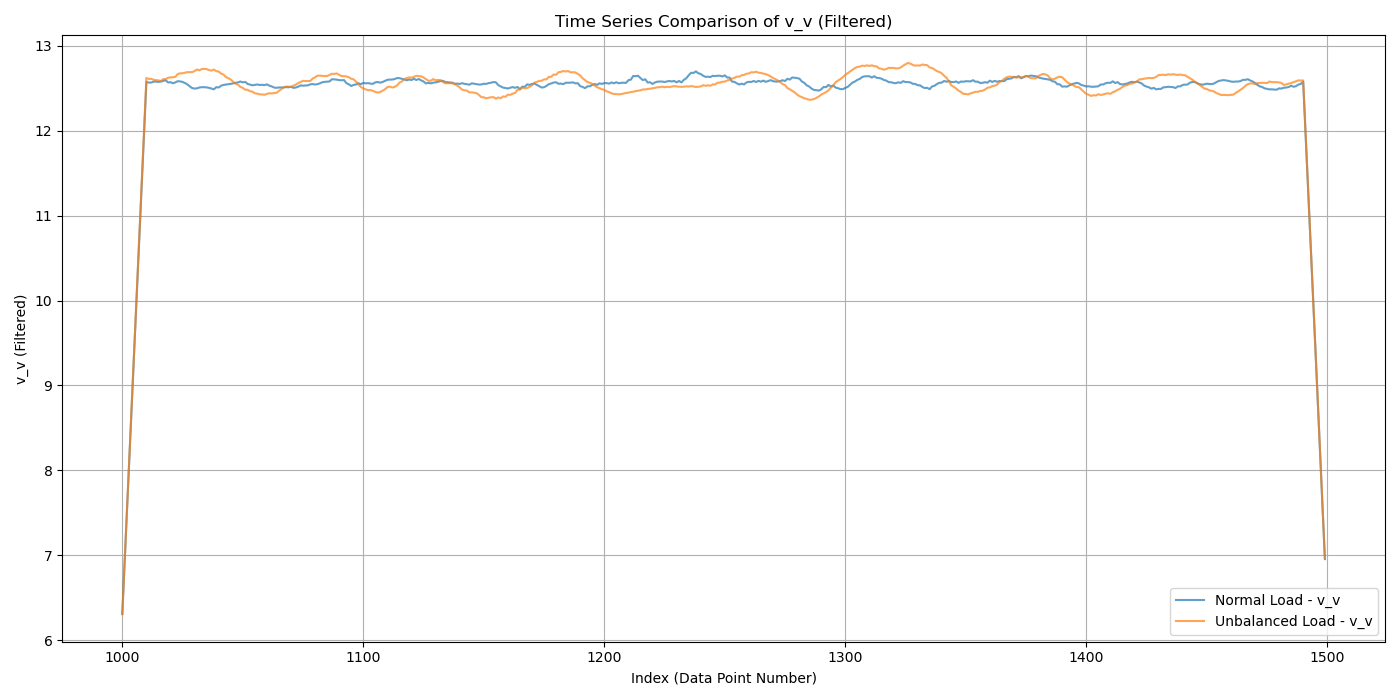 Time Series Comparison of v_v (Filtered)
v_v (Filtered)
13
12
11
10
9
8
7
6
1000 1100 1200 1300 1400 1500
Index (Data Point Number)
Normal Load - v_v
Unbalanced Load - v_v